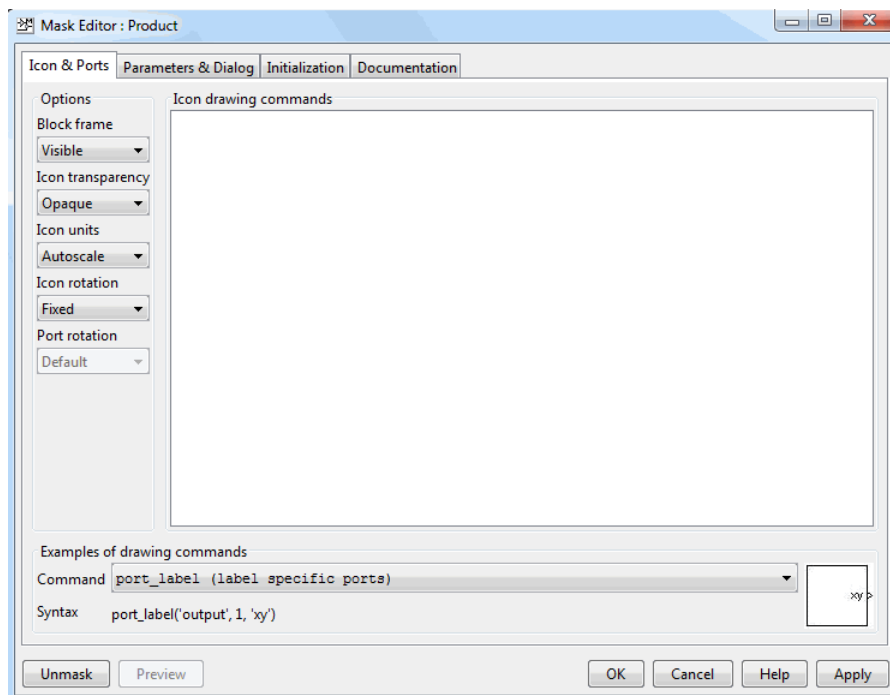 Mask Editor : Product
Icon & Ports Parameters & Dialog Initialization Documentation
Options
Block frame
Visible
Icon transparency
Opaque
Icon units
Autoscale
Icon rotation
Fixed
Port rotation
Default
Icon drawing commands
Examples of drawing commands
Command port_label (label specific ports)
Syntax port_label('output', 1, 'xy')
xy >
Unmask Preview OK Cancel Help Apply